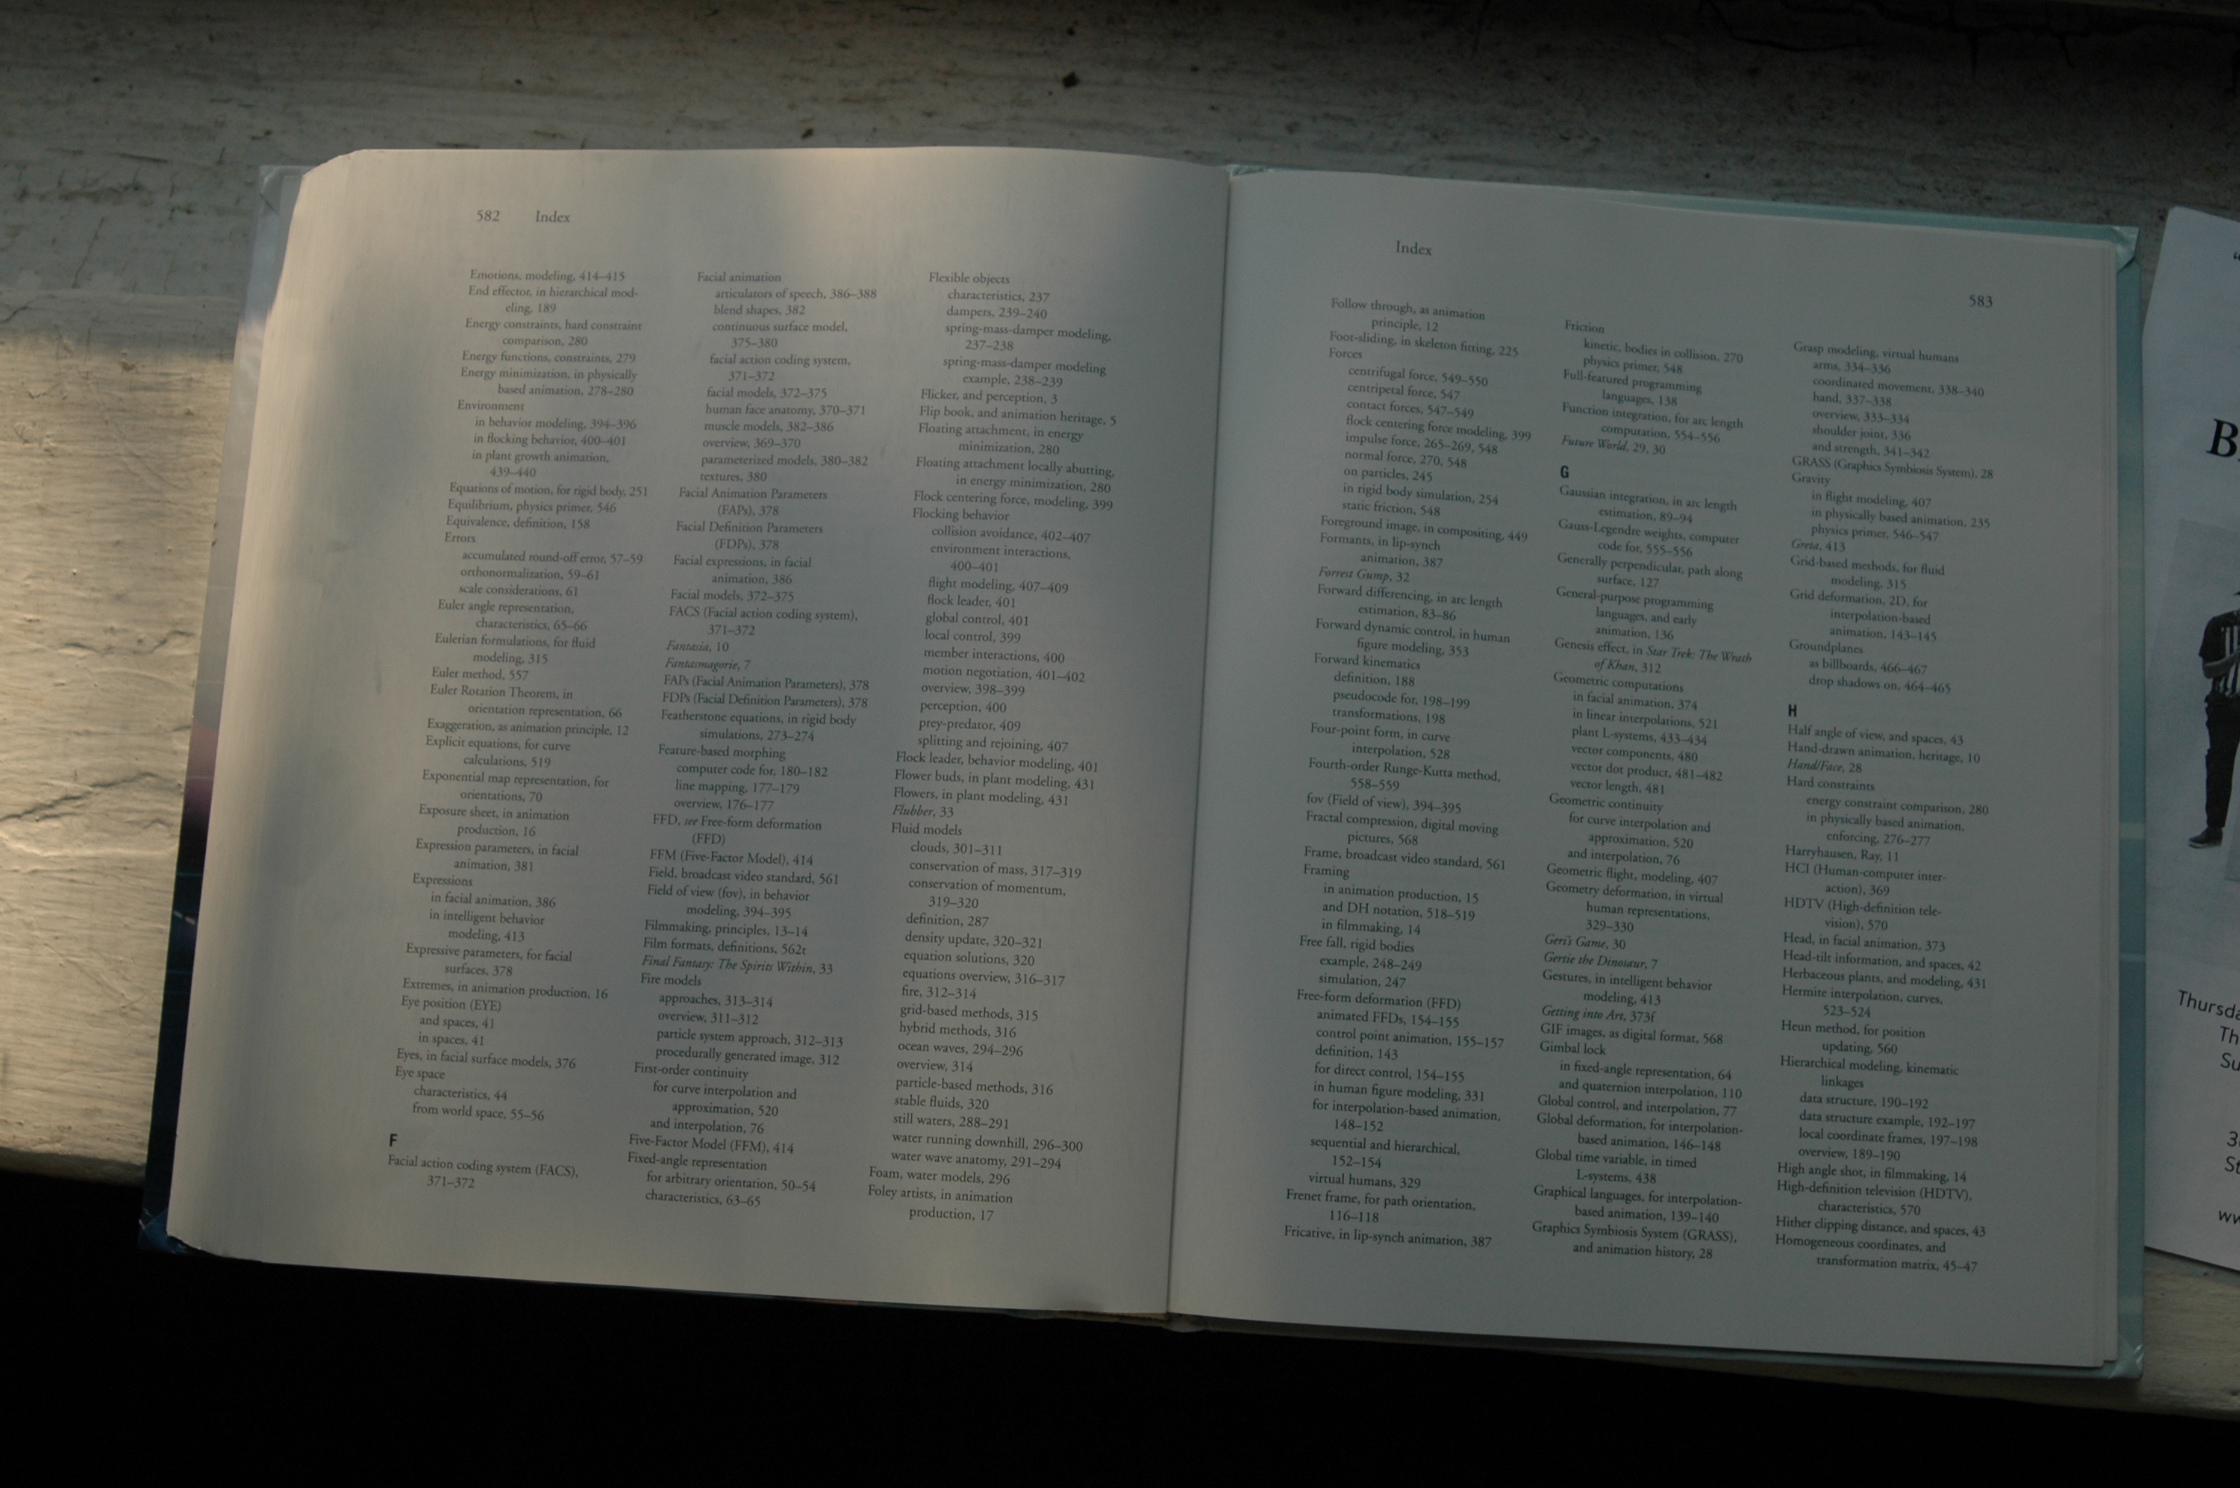 582 Index
Emotions, modeling, 414–415
End effector, in hierarchical mod-
eling, 189
Energy constraints, hard constraint
comparison, 280
Energy functions, constraints, 279
Energy minimization, in physically
based animation, 278–280
Environment
in behavior modeling, 394–396
in flocking behavior, 400–401
in plant growth animation,
439–440
Equations of motion, for rigid body, 251
Equilibrium, physics primer, 546
Equivalence, definition, 158
Errors
accumulated round-off error, 57–59
orthonormalization, 59–61
scale considerations, 61
Euler angle representation,
characteristics, 65–66
Eulerian formulations, for fluid
modeling, 315
Euler method, 557
Euler Rotation Theorem, in
orientation representation, 66
Exaggeration, as animation principle, 12
Explicit equations, for curve
calculations, 519
Exponential map representation, for
orientations, 70
Exposure sheet, in animation
production, 16
Expression parameters, in facial
animation, 381
Expressions
in facial animation, 386
in intelligent behavior
modeling, 413
Expressive parameters, for facial
surfaces, 378
Extremes, in animation production, 16
Eye position (EYE)
and spaces, 41
in spaces, 41
Eyes, in facial surface models, 376
Eye space
characteristics, 44
from world space, 55–56
F
Facial action coding system (FACS),
371–372
Facial animation
articulators of speech, 386–388
blend shapes, 382
continuous surface model,
375–380
facial action coding system,
371–372
facial models, 372–375
human face anatomy, 370–371
muscle models, 382–386
overview, 369–370
parameterized models, 380–382
textures, 380
Facial Animation Parameters
(FAPs), 378
Facial Definition Parameters
(FDPs), 378
Facial expressions, in facial
animation, 386
Facial models, 372–375
FACS (Facial action coding system),
371–372
Fantasia, 10
Fantasmagorie, 7
FAPs (Facial Animation Parameters), 378
FDPs (Facial Definition Parameters), 378
Featherstone equations, in rigid body
simulations, 273–274
Feature-based morphing
computer code for, 180–182
line mapping, 177–179
overview, 176–177
FFD, see Free-form deformation
(FFD)
FFM (Five-Factor Model), 414
Field, broadcast video standard, 561
Field of view (fov), in behavior
modeling, 394–395
Filmmaking, principles, 13–14
Film formats, definitions, 562t
Final Fantasy: The Spirits Within, 33
Fire models
approaches, 313–314
overview, 311–312
particle system approach, 312–313
procedurally generated image, 312
First-order continuity
for curve interpolation and
approximation, 520
and interpolation, 76
Five-Factor Model (FFM), 414
Fixed-angle representation
for arbitrary orientation, 50–54
characteristics, 63–65
Flexible objects
characteristics, 237
dampers, 239–240
spring-mass-damper modeling,
237–238
spring-mass-damper modeling
example, 238–239
Flicker, and perception, 3
Flip book, and animation heritage, 5
Floating attachment, in energy
minimization, 280
Floating attachment locally abutting,
in energy minimization, 280
Flock centering force, modeling, 399
Flocking behavior
collision avoidance, 402–407
environment interactions,
400–401
flight modeling, 407–409
flock leader, 401
global control, 401
local control, 399
member interactions, 400
motion negotiation, 401–402
overview, 398–399
perception, 400
prey-predator, 409
splitting and rejoining, 407
Flock leader, behavior modeling, 401
Flower buds, in plant modeling, 431
Flowers, in plant modeling, 431
Flubber, 33
Fluid models
clouds, 301–311
conservation of mass, 317–319
conservation of momentum,
319–320
definition, 287
density update, 320–321
equation solutions, 320
equations overview, 316–317
fire, 312–314
grid-based methods, 315
hybrid methods, 316
ocean waves, 294–296
overview, 314
particle-based methods, 316
stable fluids, 320
still waters, 288–291
water running downhill, 296–300
water wave anatomy, 291–294
Foam, water models, 296
Foley artists, in animation
production, 17
Index
583
Follow through, as animation
principle, 12
Foot-sliding, in skeleton fitting, 225
Forces
centrifugal force, 549–550
centripetal force, 547
contact forces, 547–549
flock centering force modeling, 399
impulse force, 265–269, 548
normal force, 270, 548
on particles, 245
in rigid body simulation, 254
static friction, 548
Foreground image, in compositing, 449
Formants, in lip-synch
animation, 387
Forrest Gump, 32
Forward differencing, in arc length
estimation, 83–86
Forward dynamic control, in human
figure modeling, 353
Forward kinematics
definition, 188
pseudocode for, 198–199
transformations, 198
Four-point form, in curve
interpolation, 528
Fourth-order Runge-Kutta method,
558–559
fov (Field of view), 394–395
Fractal compression, digital moving
pictures, 568
Frame, broadcast video standard, 561
Framing
in animation production, 15
and DH notation, 518–519
in filmmaking, 14
Free fall, rigid bodies
example, 248–249
simulation, 247
Free-form deformation (FFD)
animated FFDs, 154–155
control point animation, 155–157
definition, 143
for direct control, 154–155
in human figure modeling, 331
for interpolation-based animation,
148–152
sequential and hierarchical,
152–154
virtual humans, 329
Frenet frame, for path orientation,
116–118
Fricative, in lip-synch animation, 387
Friction
kinetic, bodies in collision, 270
physics primer, 548
Full-featured programming
languages, 138
Function integration, for arc length
computation, 554–556
Future World, 29, 30
G
Gaussian integration, in arc length
estimation, 89–94
Gauss-Legendre weights, computer
code for, 555–556
Generally perpendicular, path along
surface, 127
General-purpose programming
languages, and early
animation, 136
Genesis effect, in Star Trek: The Wrath
of Khan, 312
Geometric computations
in facial animation, 374
in linear interpolations, 521
plant L-systems, 433–434
vector components, 480
vector dot product, 481–482
vector length, 481
Geometric continuity
for curve interpolation and
approximation, 520
and interpolation, 76
Geometric flight, modeling, 407
Geometry deformation, in virtual
human representations,
329–330
Geri's Game, 30
Gertie the Dinosaur, 7
Gestures, in intelligent behavior
modeling, 413
Getting into Art, 373f
GIF images, as digital format, 568
Gimbal lock
in fixed-angle representation, 64
and quaternion interpolation, 110
Global control, and interpolation, 77
Global deformation, for interpolation-
based animation, 146–148
Global time variable, in timed
L-systems, 438
Graphical languages, for interpolation-
based animation, 139–140
Graphics Symbiosis System (GRASS),
and animation history, 28
Grasp modeling, virtual humans
arms, 334–336
coordinated movement, 338–340
hand, 337–338
overview, 333–334
shoulder joint, 336
and strength, 341–342
GRASS (Graphics Symbiosis System), 28
Gravity
in flight modeling, 407
in physically based animation, 235
physics primer, 546–547
Greta, 413
Grid-based methods, for fluid
modeling, 315
Grid deformation, 2D, for
interpolation-based
animation, 143–145
Groundplanes
as billboards, 466–467
drop shadows on, 464–465
H
Half angle of view, and spaces, 43
Hand-drawn animation, heritage, 10
Hand/Face, 28
Hard constraints
energy constraint comparison, 280
in physically based animation,
enforcing, 276–277
Harryhausen, Ray, 11
HCI (Human-computer inter-
action), 369
HDTV (High-definition tele-
vision), 570
Head, in facial animation, 373
Head-tilt information, and spaces, 42
Herbaceous plants, and modeling, 431
Hermite interpolation, curves,
523–524
Heun method, for position
updating, 560
Hierarchical modeling, kinematic
linkages
data structure, 190–192
data structure example, 192–197
local coordinate frames, 197–198
overview, 189–190
High angle shot, in filmmaking, 14
High-definition television (HDTV),
characteristics, 570
Hither clipping distance, and spaces, 43
Homogeneous coordinates, and
transformation matrix, 45–47
B
Thursda
Th
Su
3
St
ww